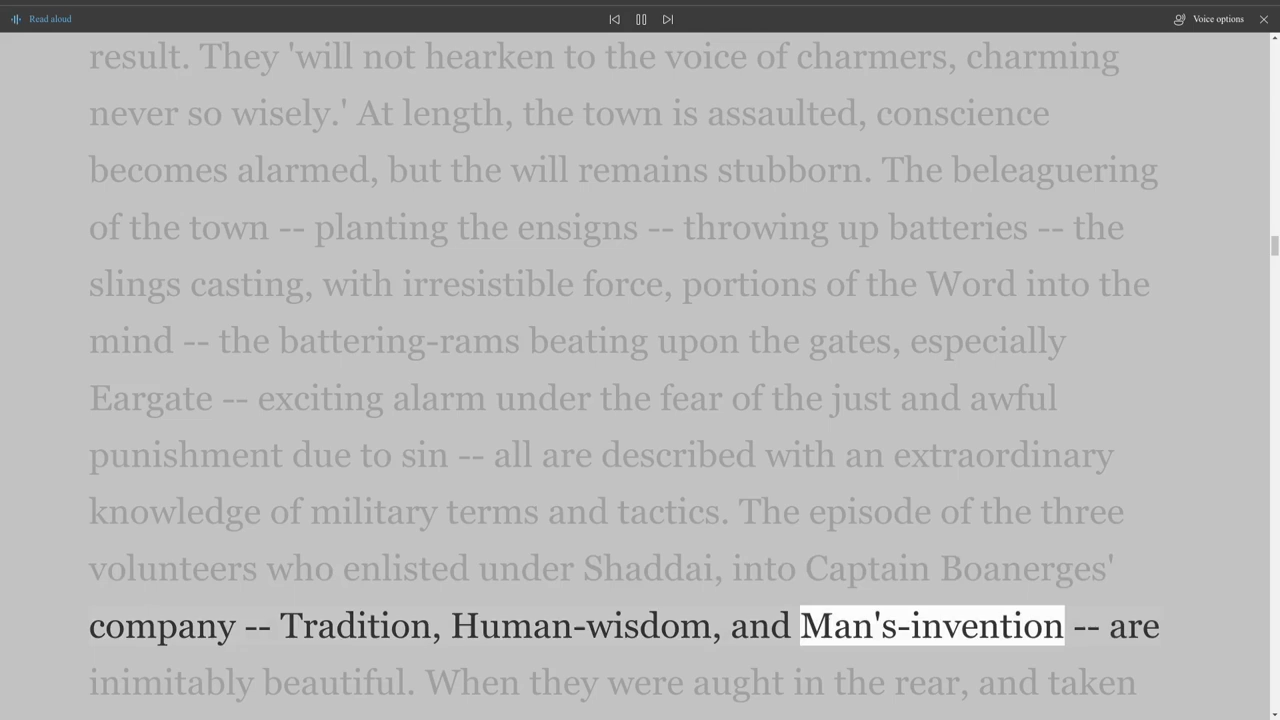 Read aloud
Voice options
result. They 'will not hearken to the voice of charmers, charming
never so wisely.' At length, the town is assaulted, conscience
becomes alarmed, but the will remains stubborn. The beleaguering
of the town -- planting the ensigns -- throwing up batteries -- the
slings casting, with irresistible force, portions of the Word into the
mind -- the battering-rams beating upon the gates, especially
Eargate -- exciting alarm under the fear of the just and awful
punishment due to sin -- all are described with an extraordinary
knowledge of military terms and tactics. The episode of the three
volunteers who enlisted under Shaddai, into Captain Boanerges'
company -- Tradition, Human-wisdom, and Man's-invention -- are
inimitably beautiful. When they were aught in the rear, and taken